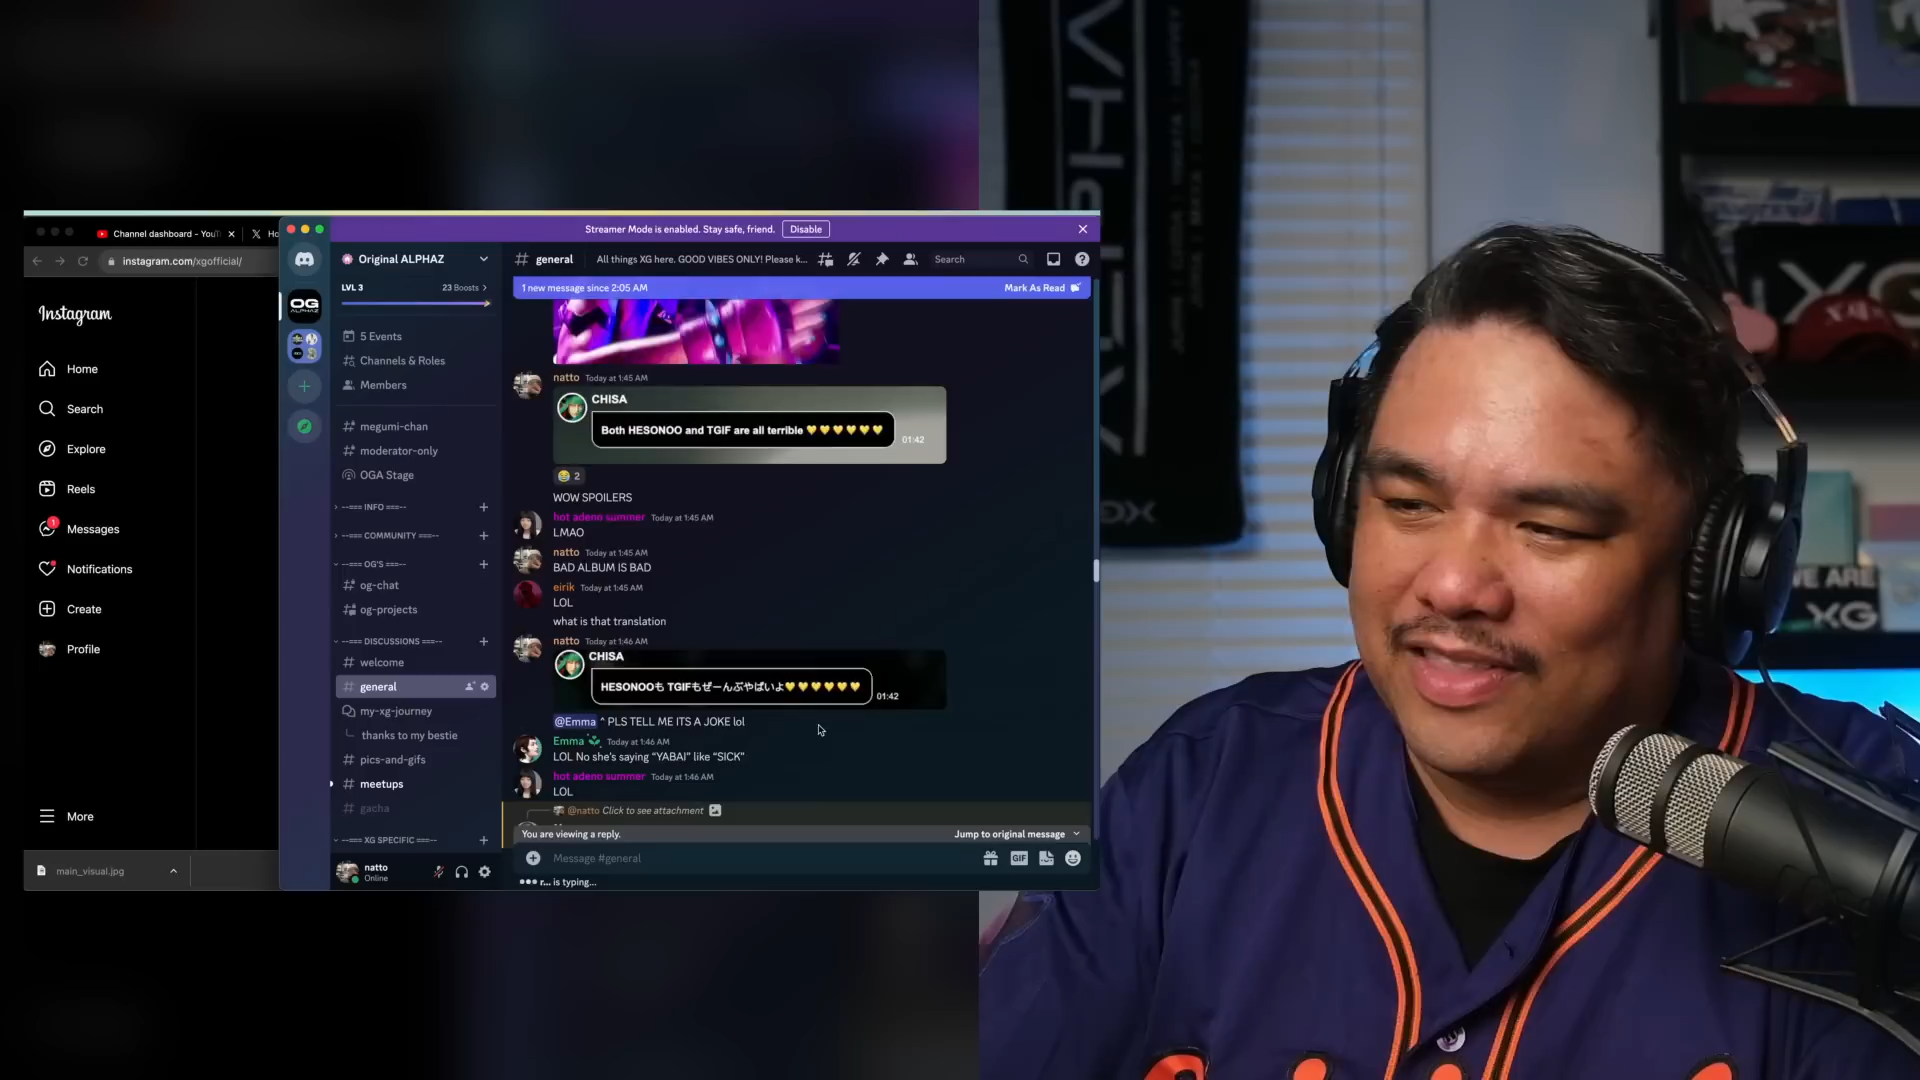 Channel dashboard - YouT
Ho
instagram.com/xgofficial/
Instagram
Home
Search
Explore
Reels
1
Messages
Notifications
Create
Profile
More
main_visual.jpg
Streamer Mode is enabled. Stay safe, friend.
Disable
OG
ALPHAZ
Original ALPHAZ
LVL 3
23 Boosts
5 Events
Channels & Roles
Members
megumi-chan
moderator-only
OGA Stage
--=== INFO ===--
--=== COMMUNITY ===--
--=== OG'S ===--
og-chat
og-projects
--=== DISCUSSIONS ===--
welcome
general
my-xg-journey
thanks to my bestie
pics-and-gifs
meetups
gacha
--=== XG SPECIFIC ===--
natto
Online
general
All things XG here. GOOD VIBES ONLY! Please k...
Search
1 new message since 2:05 AM
Mark As Read
natto Today at 1:45 AM
CHISA
Both HESONOO and TGIF are all terrible 💛💛💛💛💛💛
01:42
😂 2
WOW SPOILERS
hot adeno summer Today at 1:45 AM
LMAO
natto Today at 1:45 AM
BAD ALBUM IS BAD
eirik Today at 1:45 AM
LOL
what is that translation
natto Today at 1:46 AM
CHISA
HESONOOも TGIFもぜーんぶやばいよ💛💛💛💛💛💛
01:42
@Emma ^ PLS TELL ME ITS A JOKE lol
Emma Today at 1:46 AM
LOL No she's saying "YABAI" like "SICK"
hot adeno summer Today at 1:46 AM
LOL
@natto Click to see attachment
You are viewing a reply.
Jump to original message
Message #general
GIF
r... is typing...
WE ARE
XG